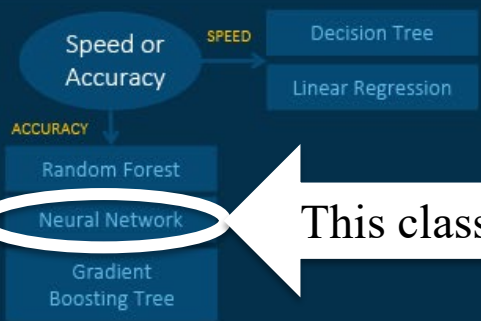 Speed or
Accuracy
SPEED
Decision Tree
Linear Regression
ACCURACY
Random Forest
Neural Network
This class
Gradient
Boosting Tree